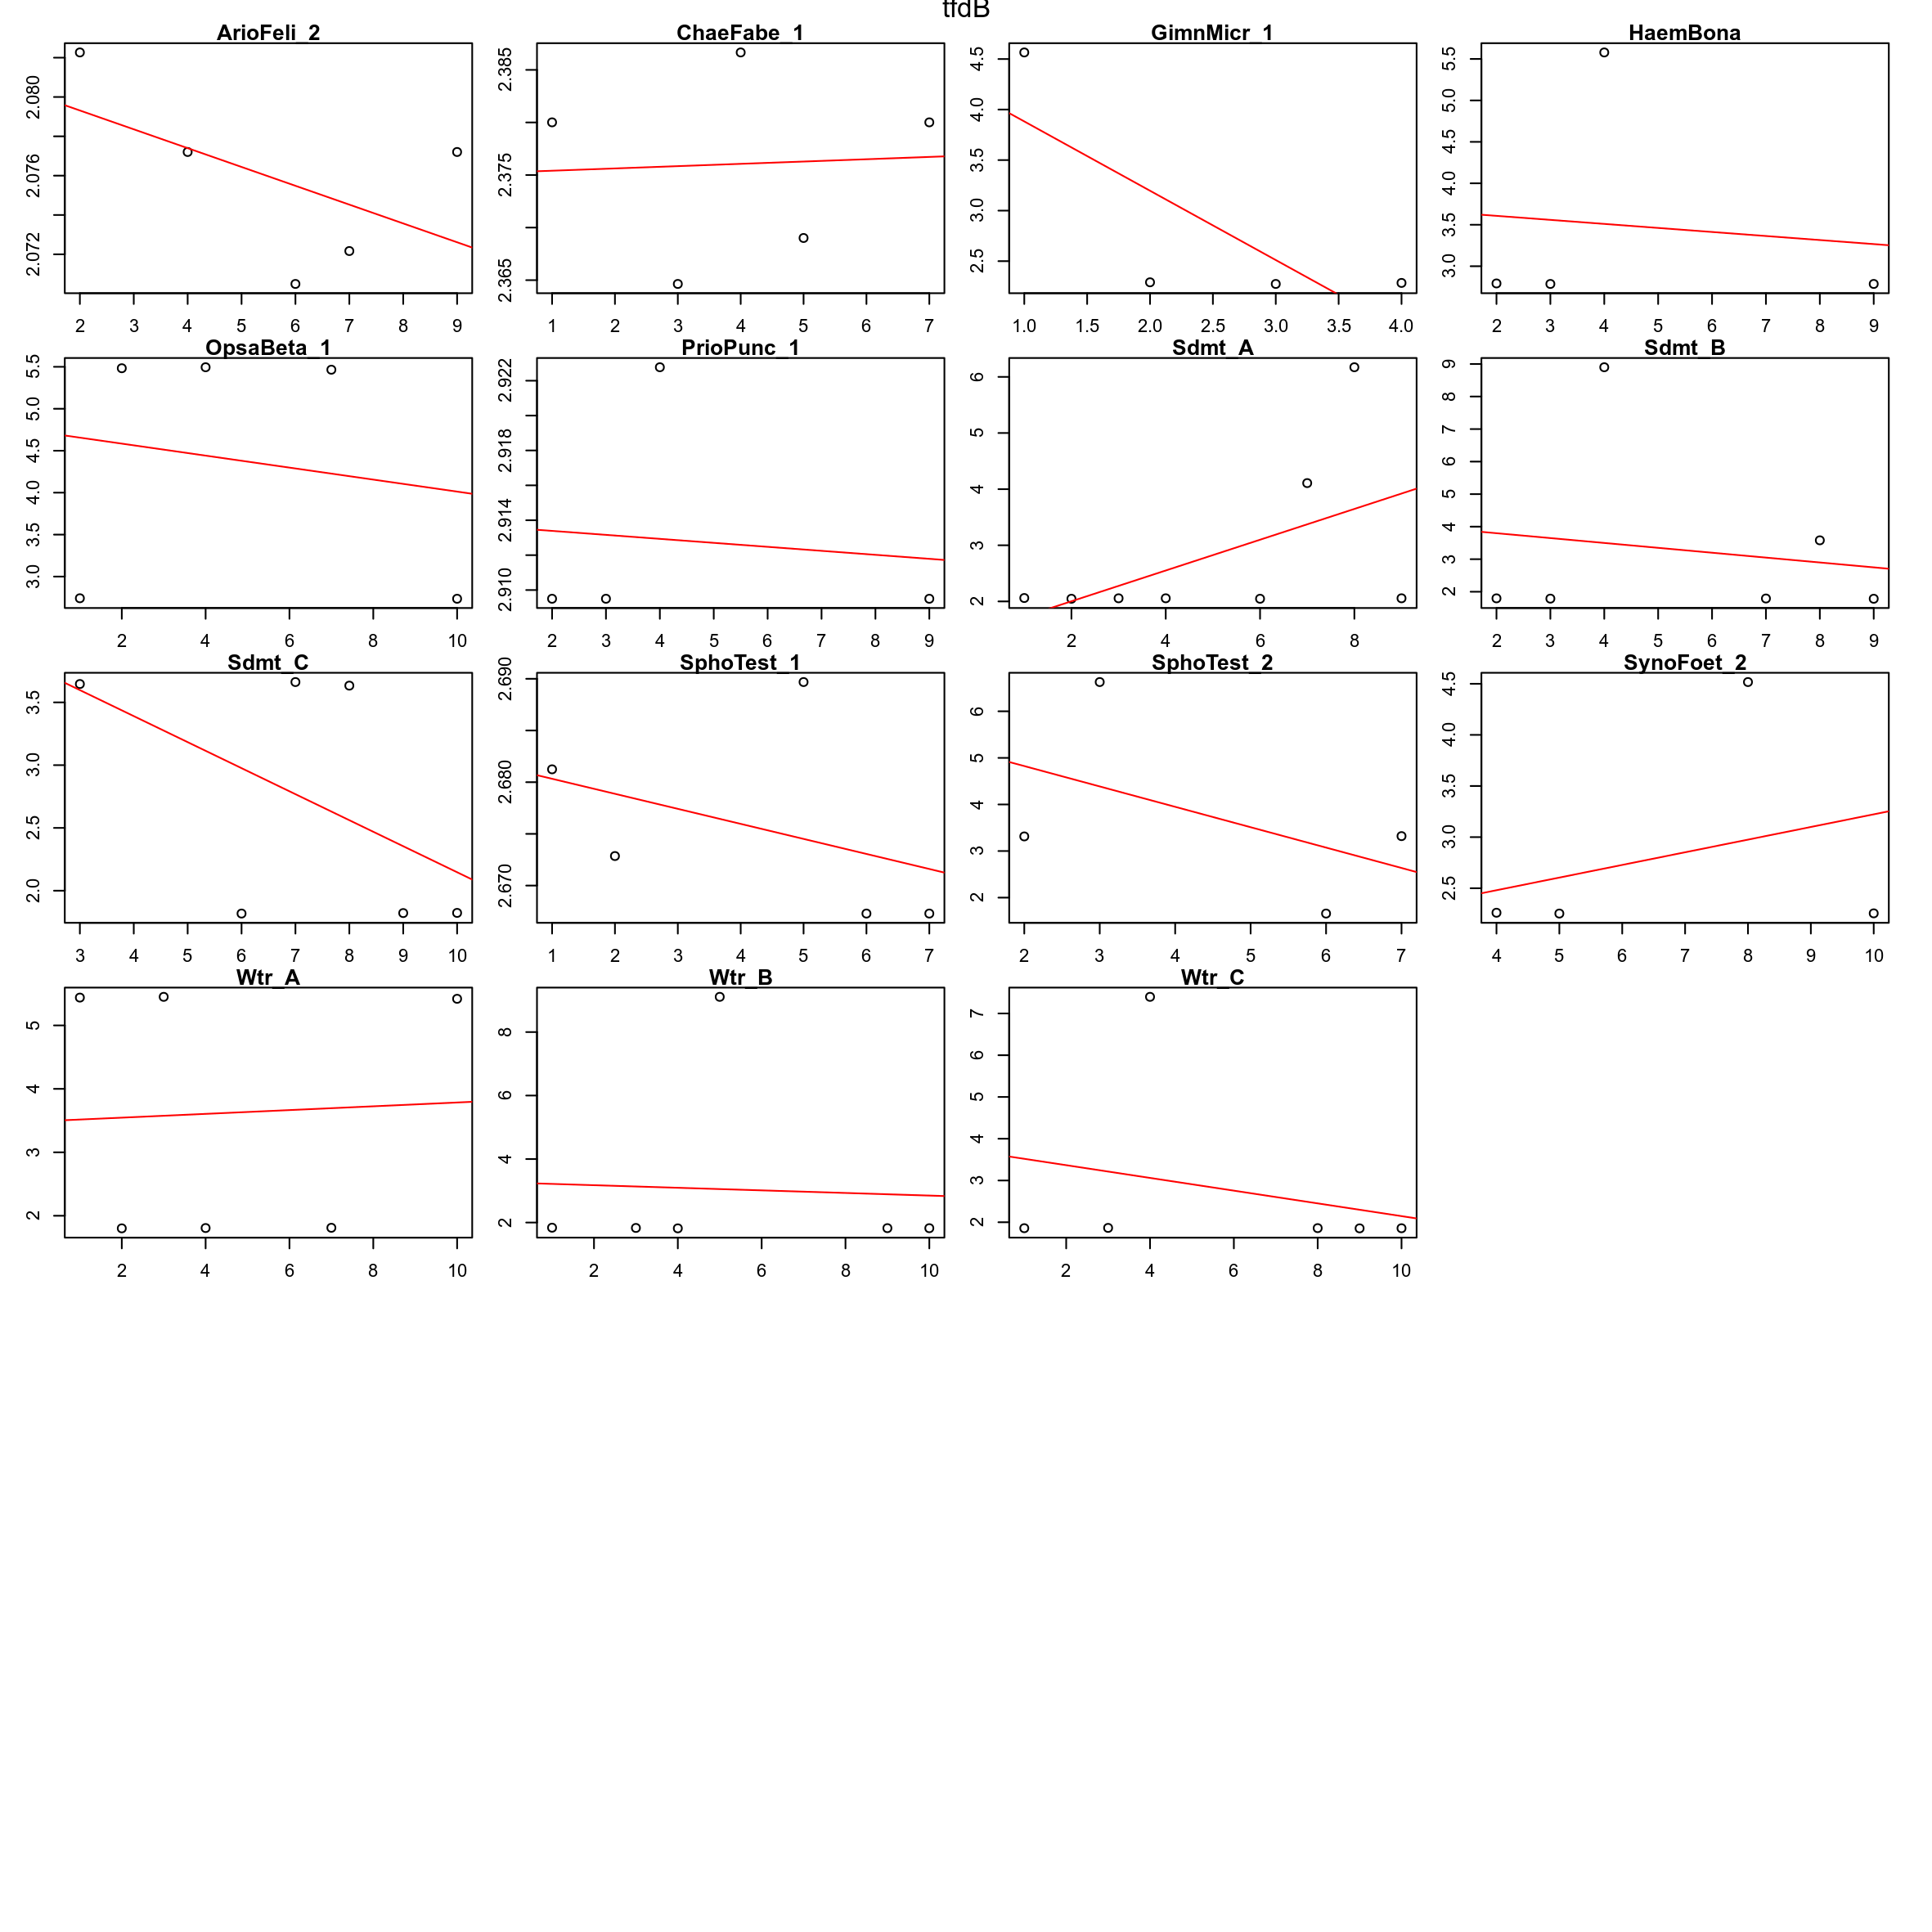 tfdB
ArioFeli_2 ChaeFabe_1 GimnMicr_1 HaemBona
2.072 2.076 2.080
2 3 4 5 6 7 8 9
2.365 2.375 2.385
1 2 3 4 5 6 7
2.5 3.0 3.5 4.0 4.5
1.0 1.5 2.0 2.5 3.0 3.5 4.0
3.0 3.5 4.0 4.5 5.0 5.5
2 3 4 5 6 7 8 9
OpsaBeta_1 PrioPunc_1 Sdmt_A Sdmt_B
3.0 3.5 4.0 4.5 5.0 5.5
2 4 6 8 10
2.910 2.914 2.918 2.922
2 3 4 5 6 7 8 9
2 3 4 5 6
2 4 6 8
2 3 4 5 6 7 8 9
2 3 4 5 6 7 8 9
Sdmt_C SphoTest_1 SphoTest_2 SynoFoet_2
2.0 2.5 3.0 3.5
3 4 5 6 7 8 9 10
2.670 2.680 2.690
1 2 3 4 5 6 7
2 3 4 5 6
2 3 4 5 6 7
2.5 3.0 3.5 4.0 4.5
4 5 6 7 8 9 10
Wtr_A Wtr_B Wtr_C
2 3 4 5
2 4 6 8 10
2 4 6 8
2 4 6 8 10
2 3 4 5 6 7
2 4 6 8 10